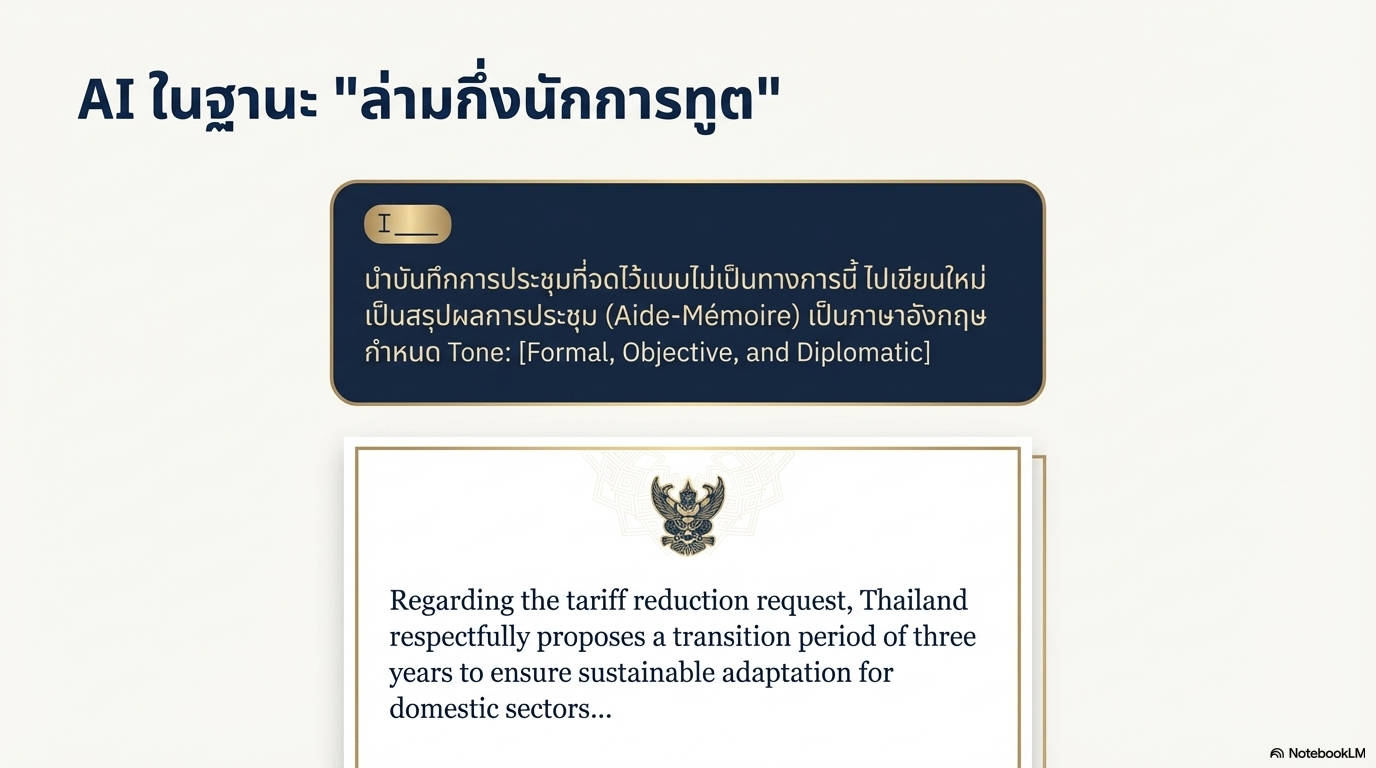 AI ในฐานะ "ล่ามกึ่งนักการทูต"
I___
นำบันทึกการประชุมที่จดไว้แบบไม่เป็นทางการนี้ ไปเขียนใหม่
เป็นสรุปผลการประชุม (Aide-Mémoire) เป็นภาษาอังกฤษ
กำหนด Tone: [Formal, Objective, and Diplomatic]
Regarding the tariff reduction request, Thailand
respectfully proposes a transition period of three
years to ensure sustainable adaptation for
domestic sectors...
NotebookLM